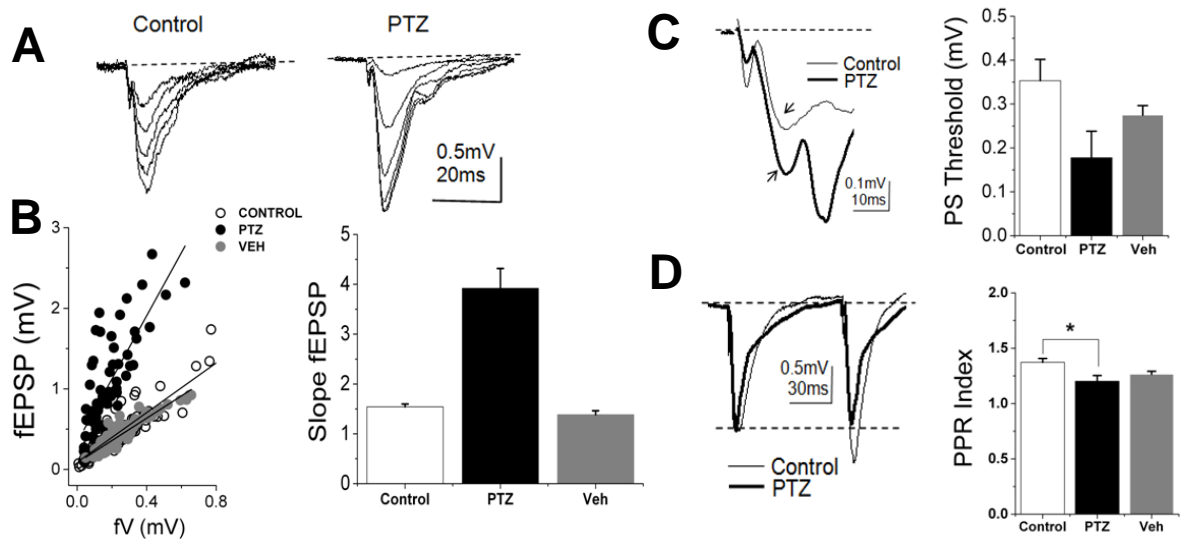 A
Control
PTZ
0.5mV
20ms
B
CONTROL
PTZ
VEH
3
2
1
0
fEPSP (mV)
0.0
0.4
0.8
fV (mV)
5
4
3
2
1
0
Slope fEPSP
Control
PTZ
Veh
C
Control
PTZ
0.1mV
10ms
0.5
0.4
0.3
0.2
0.1
0.0
PS Threshold (mV)
Control
PTZ
Veh
D
0.5mV
30ms
Control
PTZ
2.0
1.5
1.0
0.5
0.0
PPR Index
*
Control
PTZ
Veh